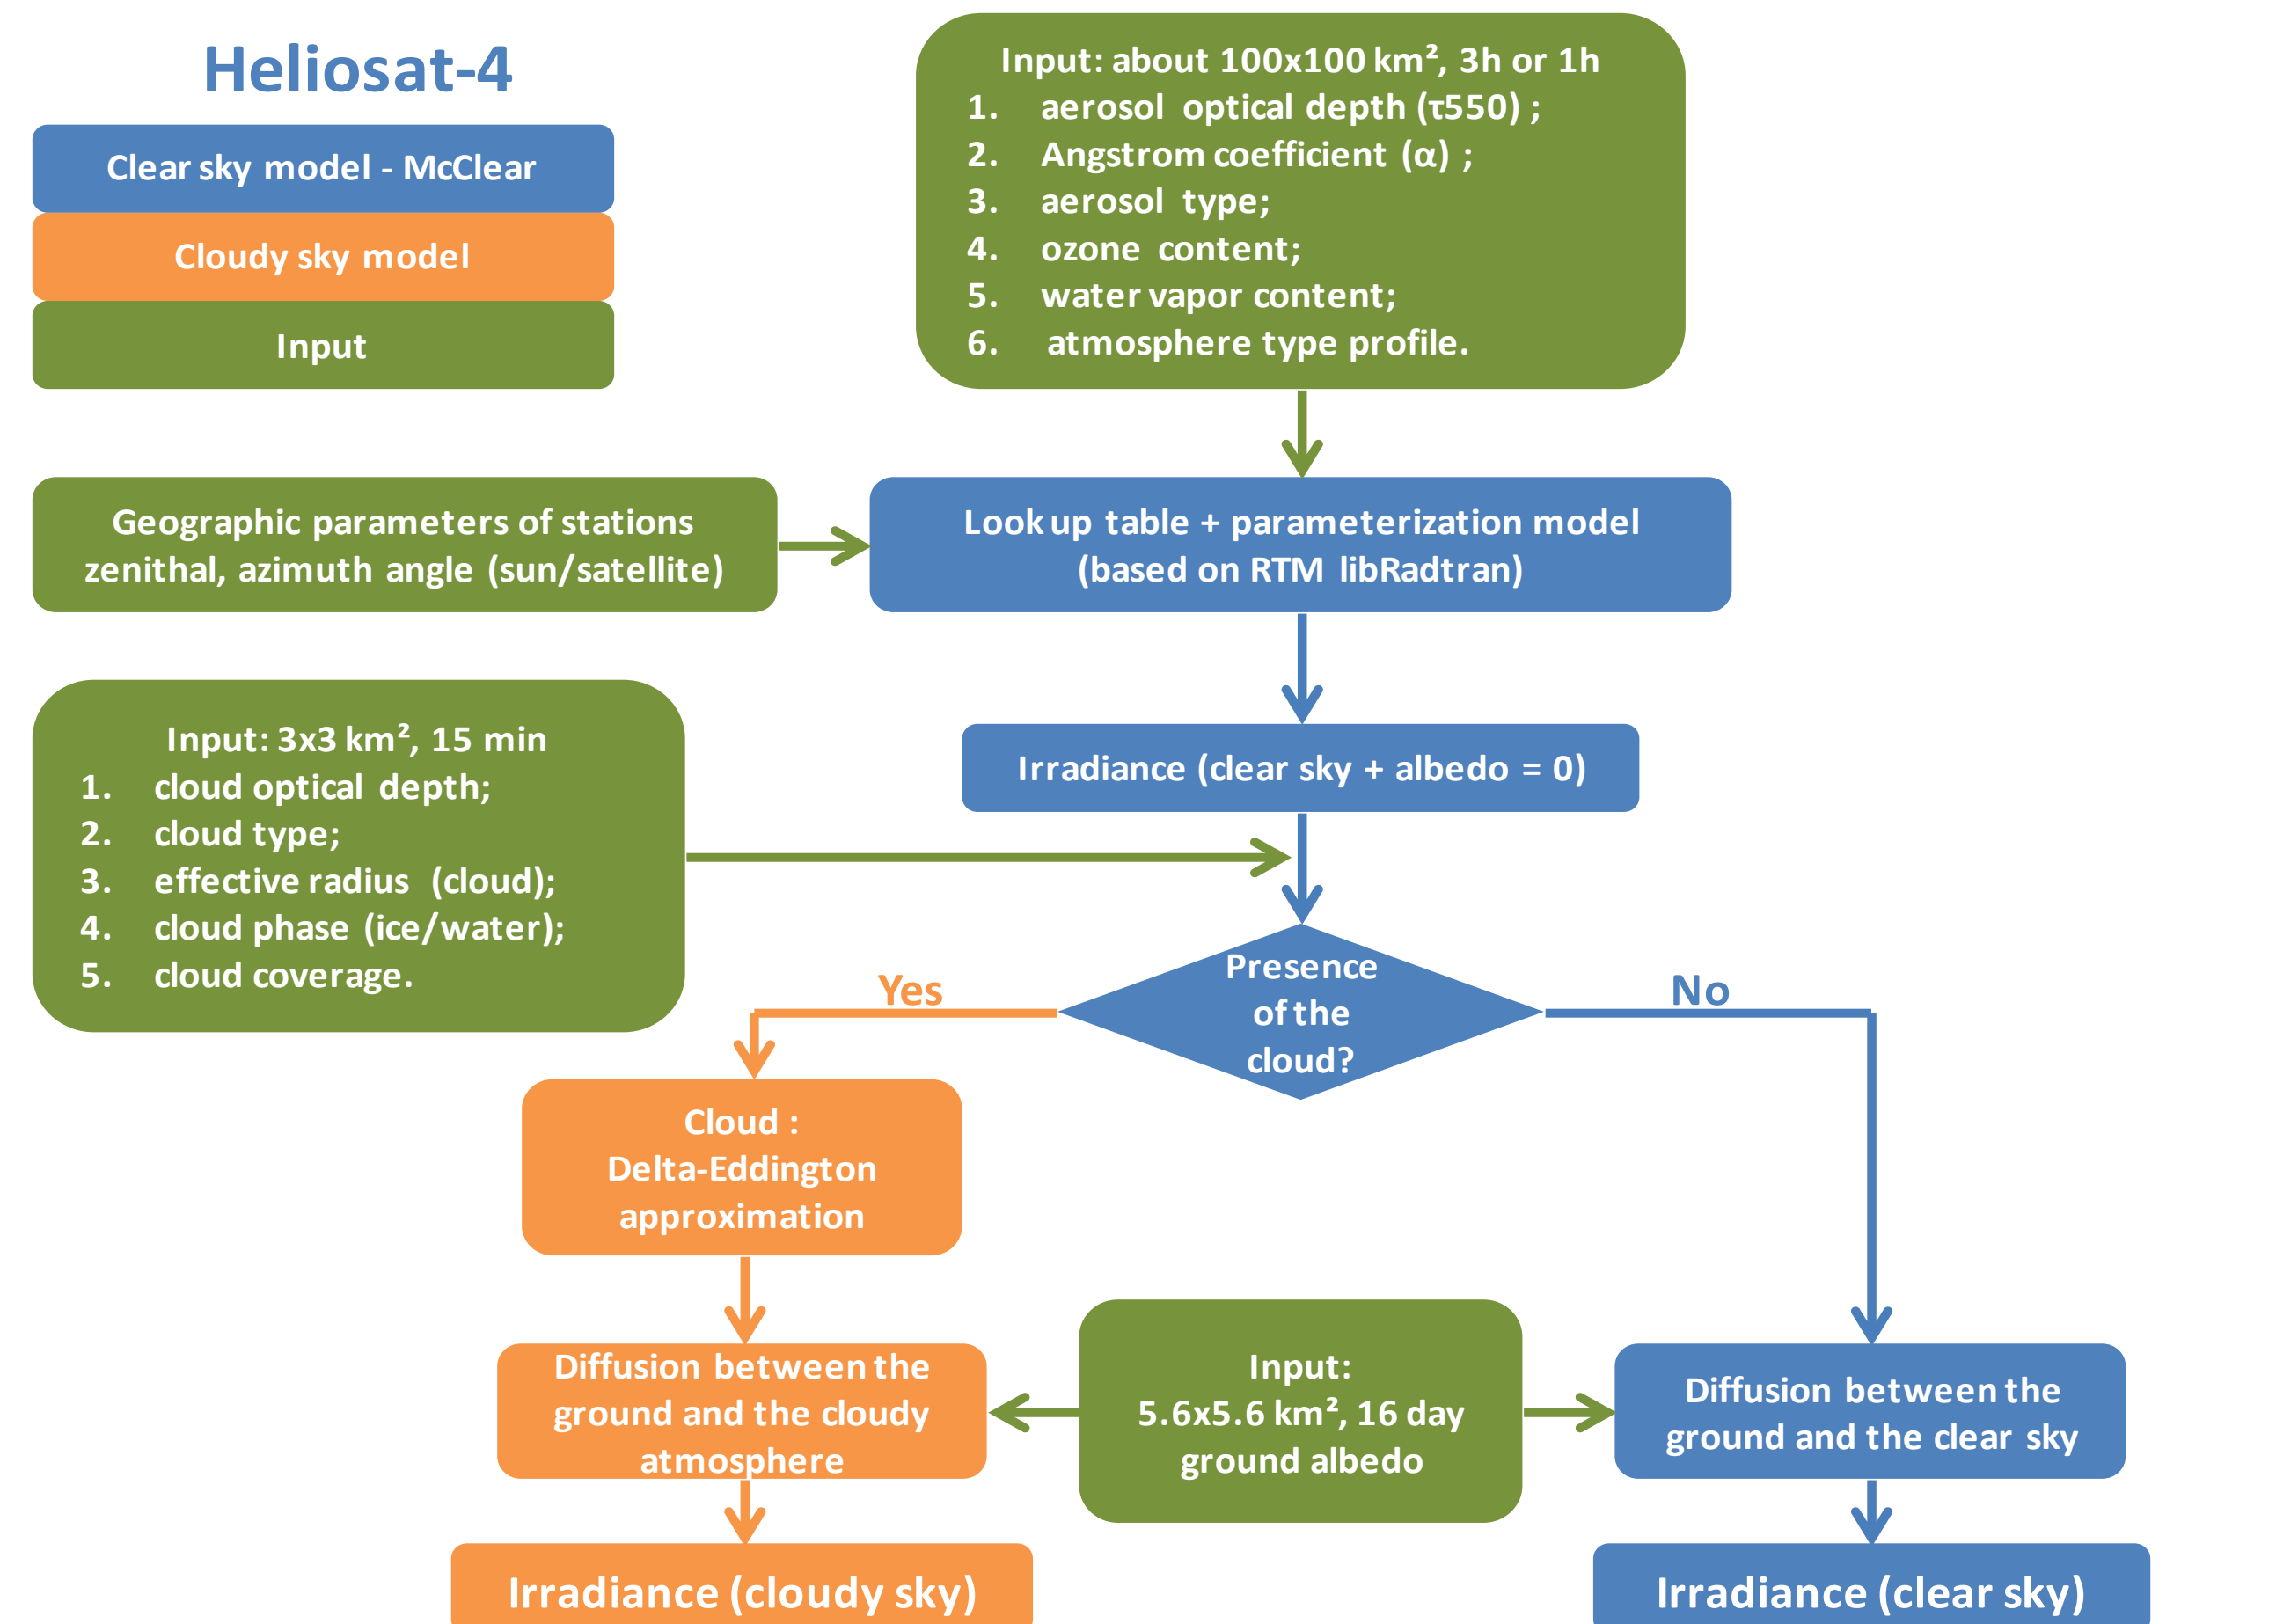 Heliosat-4
Clear sky model - McClear
Cloudy sky model
Input
Input: about 100x100 km², 3h or 1h
1. aerosol optical depth (τ550) ;
2. Angstrom coefficient (α) ;
3. aerosol type;
4. ozone content;
5. water vapor content;
6. atmosphere type profile.
Geographic parameters of stations
zenithal, azimuth angle (sun/satellite)
Look up table + parameterization model
(based on RTM libRadtran)
Irradiance (clear sky + albedo = 0)
Input: 3x3 km², 15 min
1. cloud optical depth;
2. cloud type;
3. effective radius (cloud);
4. cloud phase (ice/water);
5. cloud coverage.
Presence
of the
cloud?
Yes
No
Cloud :
Delta-Eddington
approximation
Diffusion between the
ground and the cloudy
atmosphere
Input:
5.6x5.6 km², 16 day
ground albedo
Diffusion between the
ground and the clear sky
Irradiance (cloudy sky)
Irradiance (clear sky)